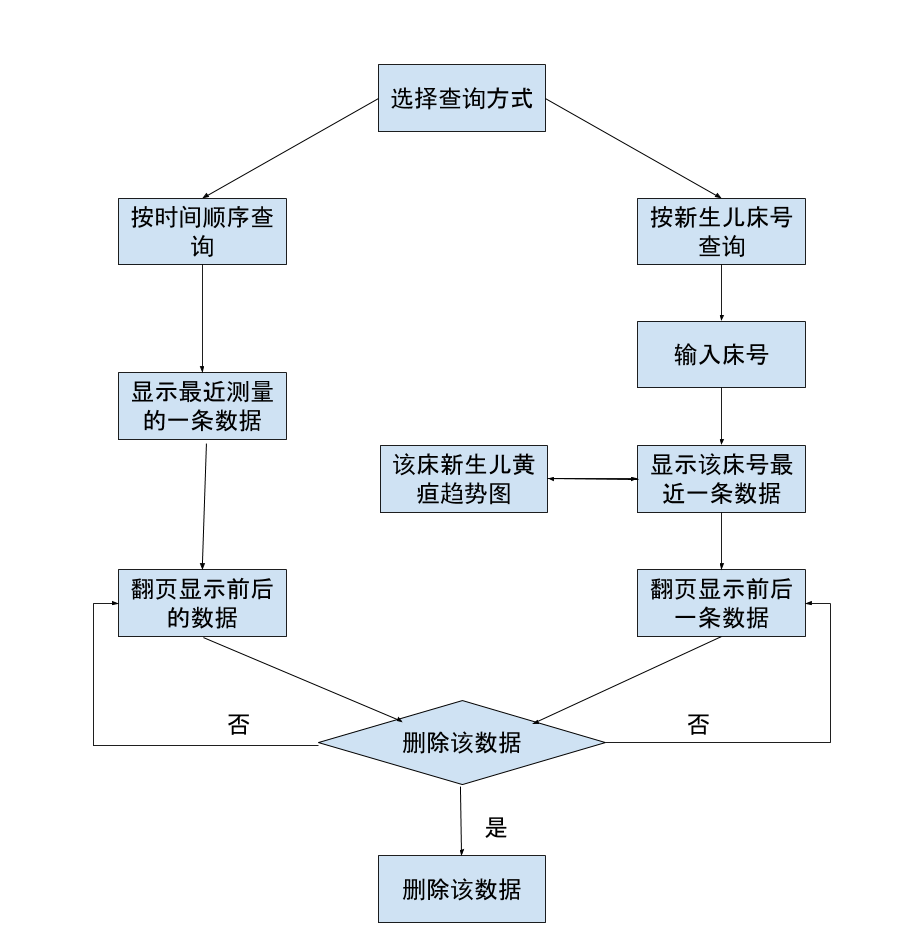 选择查询方式
按时间顺序查
询
按新生儿床号
查询
输入床号
显示最近测量
的一条数据
该床新生儿黄
疸趋势图
显示该床号最
近一条数据
翻页显示前后
的数据
翻页显示前后
一条数据
否
删除该数据
否
是
删除该数据